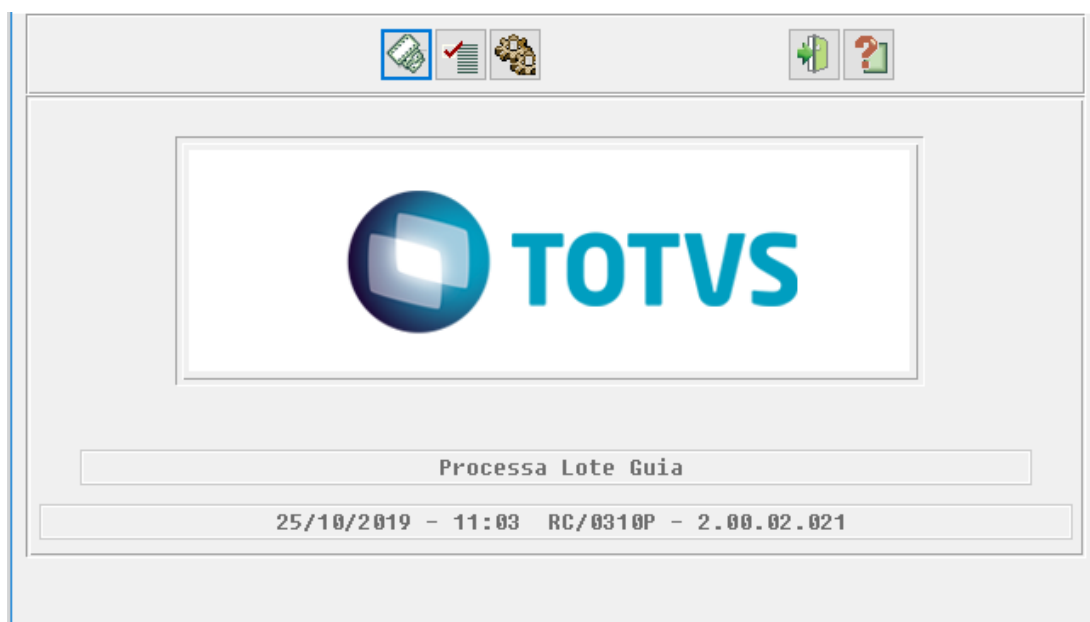 TOTVS
Processa Lote Guia
25/10/2019 - 11:03 RC/0310P - 2.00.02.021